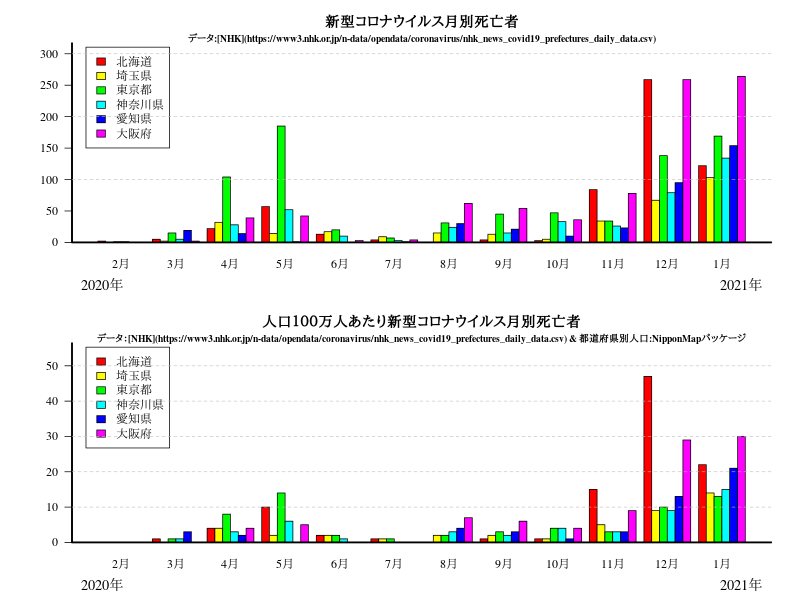 新型コロナウイルス月別死亡者
データ:[NHK](https://www3.nhk.or.jp/n-data/opendata/coronavirus/nhk_news_covid19_prefectures_daily_data.csv)
300
250
200
150
100
50
0
北海道
埼玉県
東京都
神奈川県
愛知県
大阪府
2月 3月 4月 5月 6月 7月 8月 9月 10月 11月 12月 1月
2020年 2021年
人口100万人あたり新型コロナウイルス月別死亡者
データ:[NHK](https://www3.nhk.or.jp/n-data/opendata/coronavirus/nhk_news_covid19_prefectures_daily_data.csv) & 都道府県別人口:NipponMapパッケージ
50
40
30
20
10
0
北海道
埼玉県
東京都
神奈川県
愛知県
大阪府
2月 3月 4月 5月 6月 7月 8月 9月 10月 11月 12月 1月
2020年 2021年